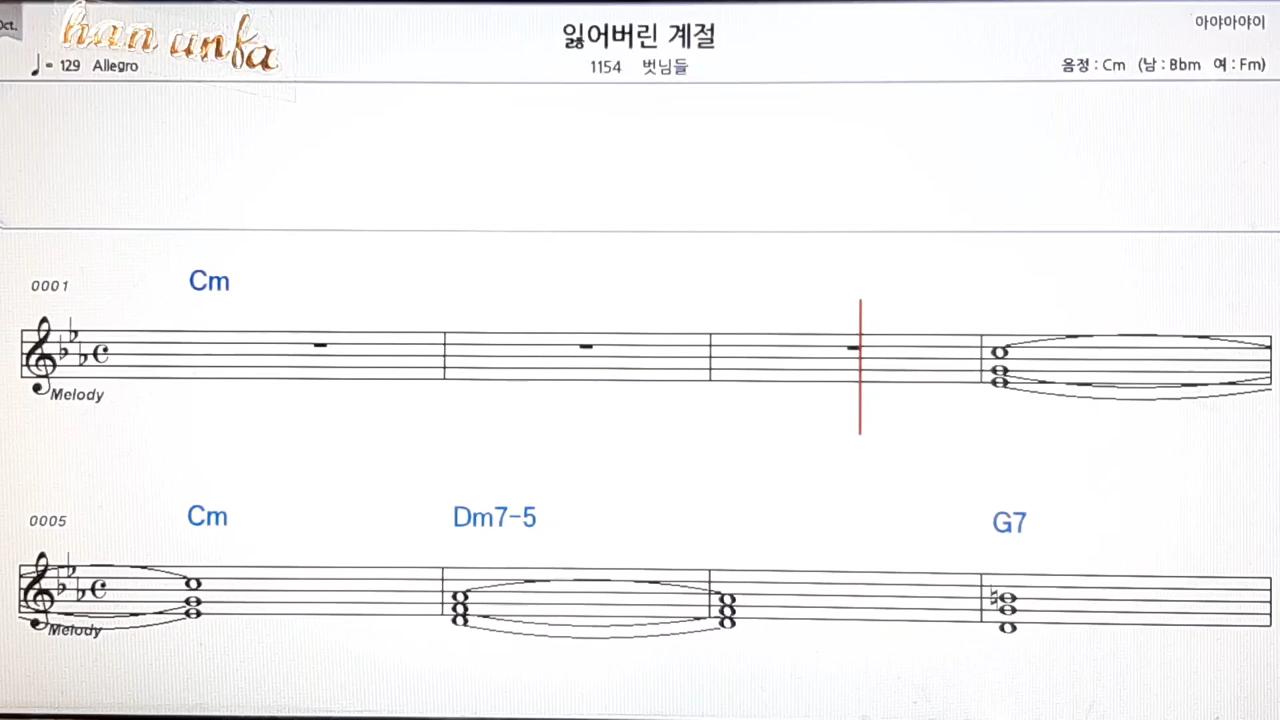 Oct.
han unfa
잃어버린 계절
아야아야이
♩= 129 Allegro
1154 벗님들
음정 : Cm (남 : Bbm 여 : Fm)
0001
Cm
Melody
0005
Cm
Dm7-5
G7
Melody